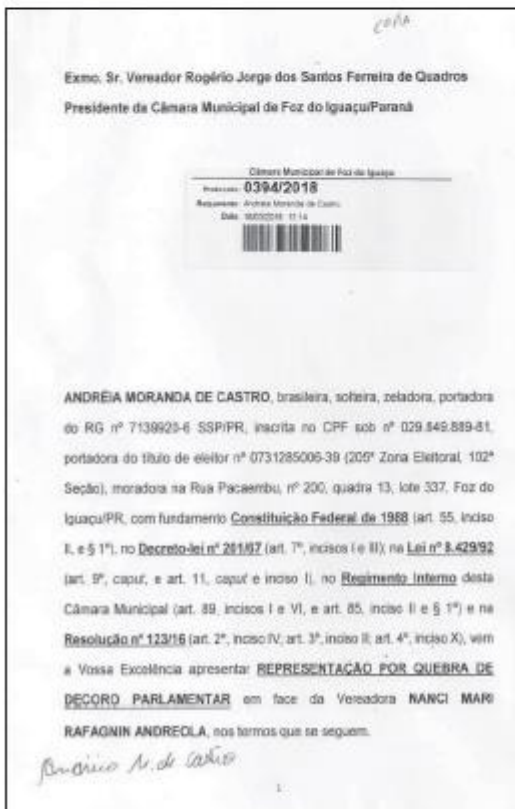 COPIA
Exmo. Sr. Vereador Rogério Jorge dos Santos Ferreira de Quadros
Presidente da Câmara Municipal de Foz do Iguaçu/Paraná
Câmara Municipal de Foz do Iguaçu
Protocolo: 0394/2018
Requerente: Andréia Moranda de Castro
Data: 11:14
ANDRÉIA MORANDA DE CASTRO, brasileira, solteira, zeladora, portadora
do RG nº 7139920-6 SSP/PR, inscrita no CPF sob nº 029.849.889-81,
portadora do título de eleitor nº 0731285006-39 (205ª Zona Eleitoral, 102ª
Seção), moradora na Rua Pacaembu, nº 200, quadra 13, lote 337, Foz do
Iguaçu/PR, com fundamento Constituição Federal de 1988 (art. 55, inciso
II, e § 1º), no Decreto-lei nº 201/67 (art. 7º, incisos I e III); na Lei nº 8.429/92
(art. 9º, caput, e art. 11, caput e inciso I), no Regimento Interno desta
Câmara Municipal (art. 89, incisos I e VI, e art. 85, inciso II e § 1º) e na
Resolução nº 123/16 (art. 2º, inciso IV; art. 3º, inciso II; art. 4º, inciso X), vem
a Vossa Excelência apresentar REPRESENTAÇÃO POR QUEBRA DE
DECORO PARLAMENTAR em face da Vereadora NANCI MARI
RAFAGNIN ANDREOLA, nos termos que se seguem.
Andréia M. de Castro
1